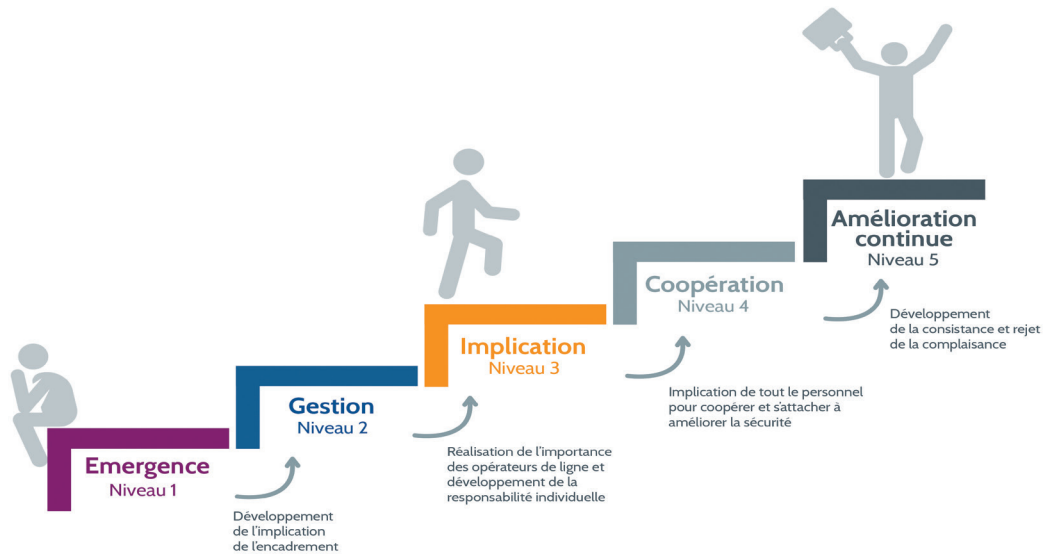 Emergence
Niveau 1
Développement
de l'implication
de l'encadrement
Gestion
Niveau 2
Réalisation de l'importance
des opérateurs de ligne et
développement de la
responsabilité individuelle
Implication
Niveau 3
Implication de tout le personnel
pour coopérer et s'attacher à
améliorer la sécurité
Coopération
Niveau 4
Développement
de la consistance et rejet
de la complaisance
Amélioration
continue
Niveau 5